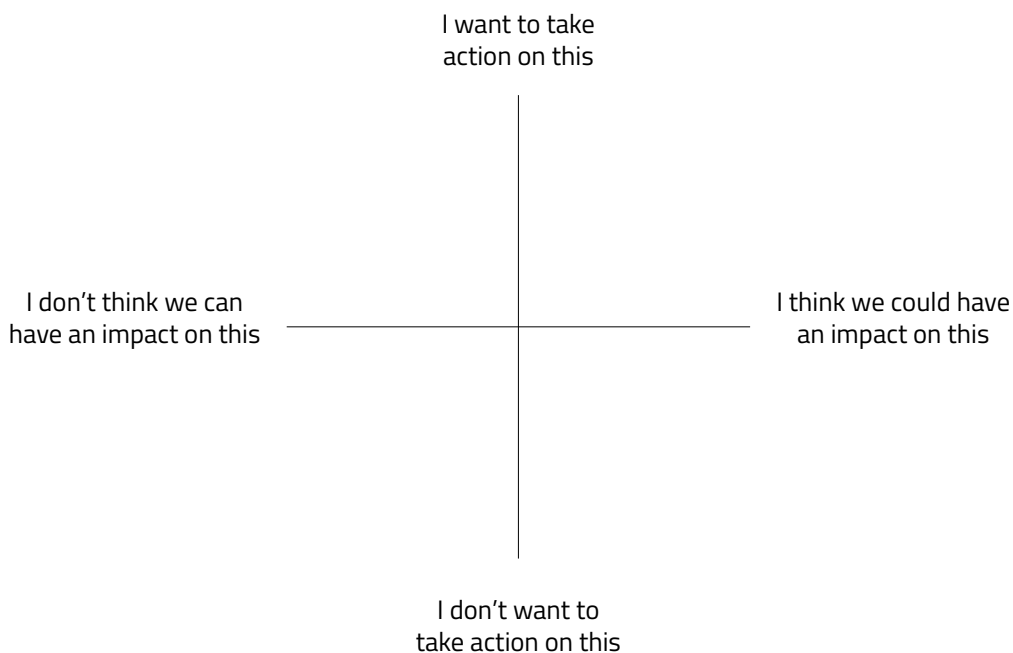 I want to take
action on this
I don’t think we can
have an impact on this
I think we could have
an impact on this
I don’t want to
take action on this